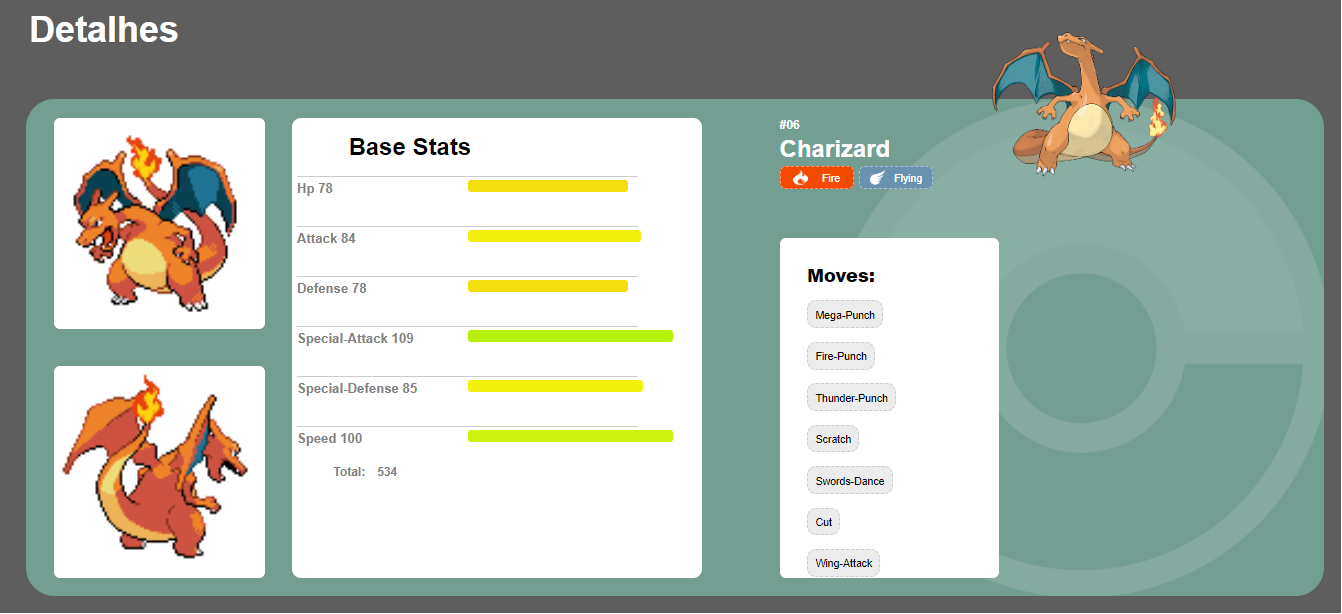 Detalhes
Base Stats
Hp 78
Attack 84
Defense 78
Special-Attack 109
Special-Defense 85
Speed 100
Total: 534
#06
Charizard
Fire Flying
Moves:
Mega-Punch
Fire-Punch
Thunder-Punch
Scratch
Swords-Dance
Cut
Wing-Attack